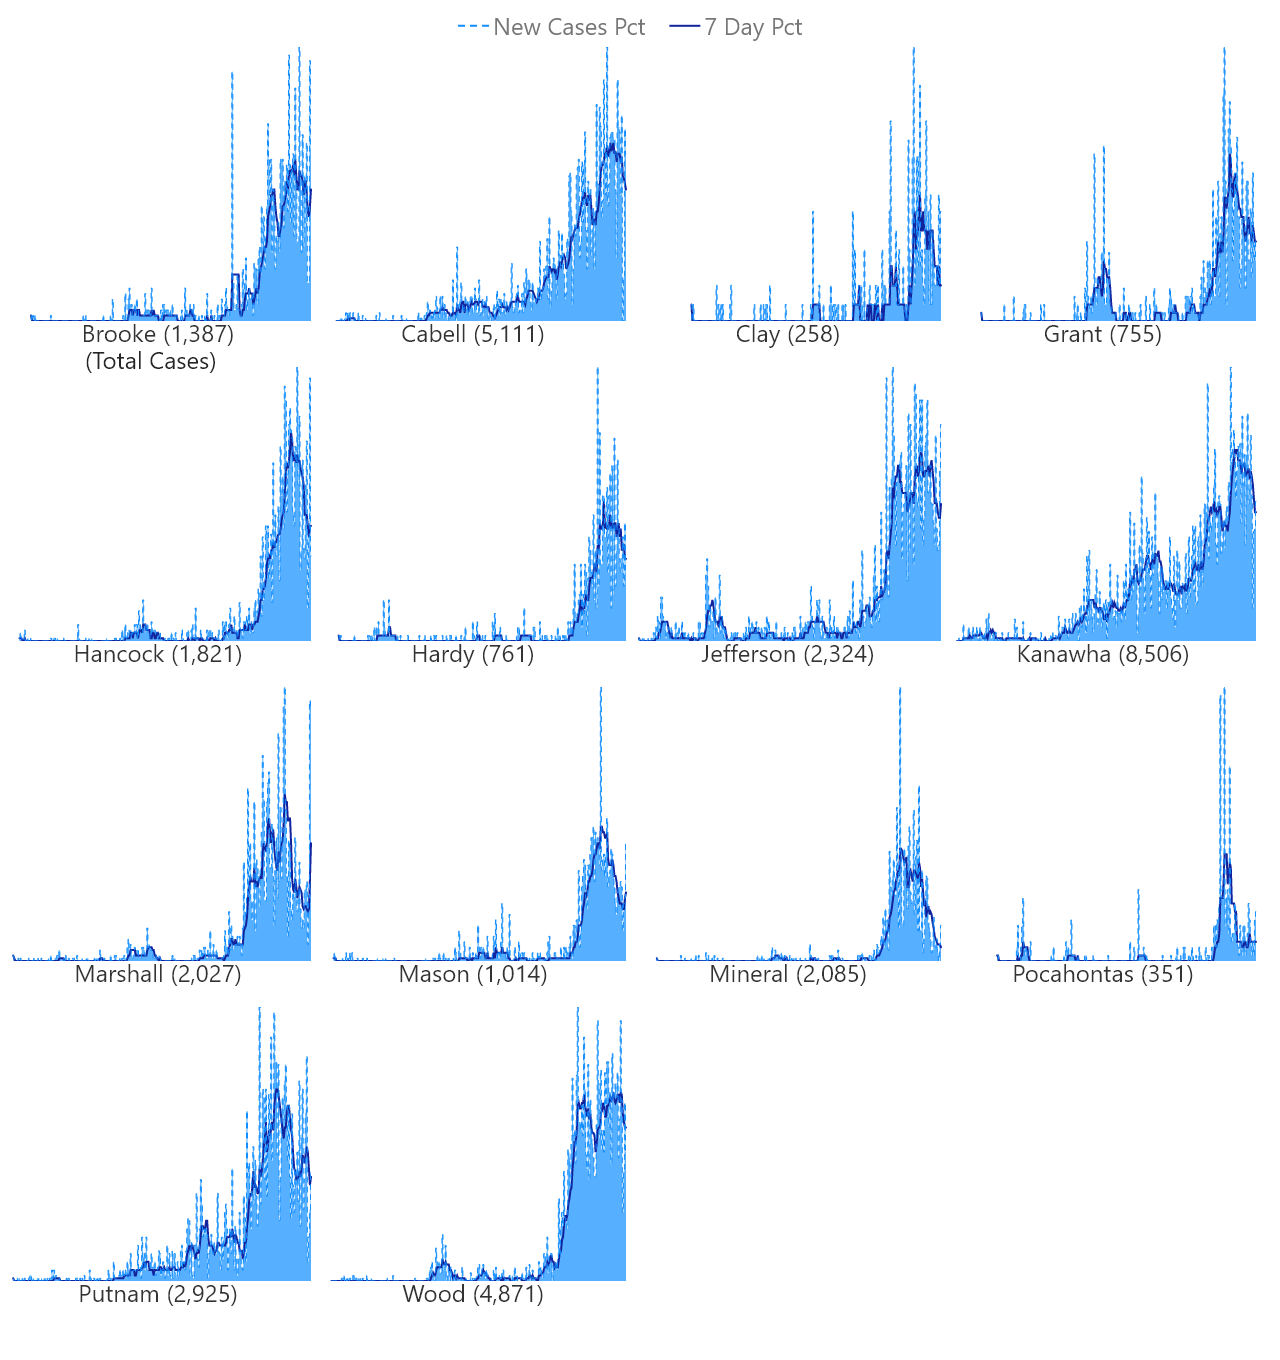 New Cases Pct 7 Day Pct
Brooke (1,387) Cabell (5,111) Clay (258) Grant (755)
(Total Cases)
Hancock (1,821) Hardy (761) Jefferson (2,324) Kanawha (8,506)
Marshall (2,027) Mason (1,014) Mineral (2,085) Pocahontas (351)
Putnam (2,925) Wood (4,871)